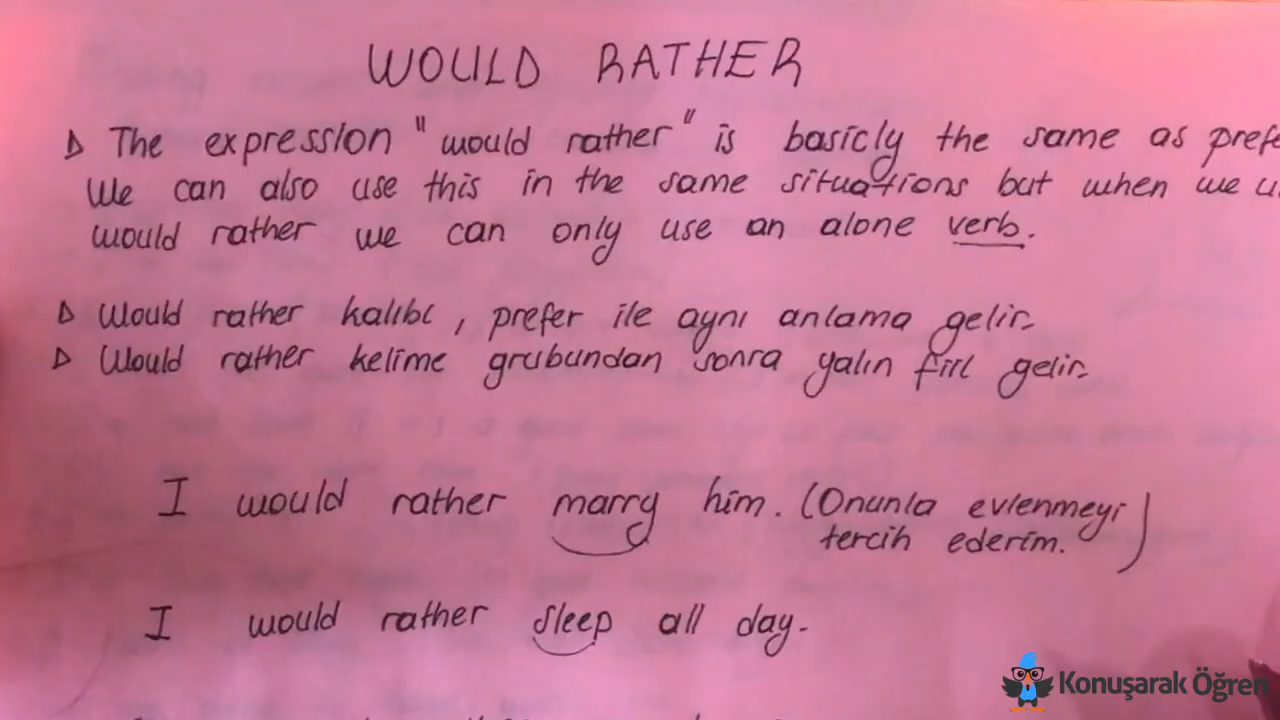 WOULD RATHER
▷ The expression "would rather" is basicly the same as prefe
We can also use this in the same situations but when we u
would rather we can only use an alone verb.
▷ Would rather kalıbı, prefer ile aynı anlama gelir.
▷ Would rather kelime grubundan sonra yalın fiil gelir.
I would rather marry him. (Onunla evlenmeyi
tercih ederim.)
I would rather sleep all day.
Konuşarak Öğren